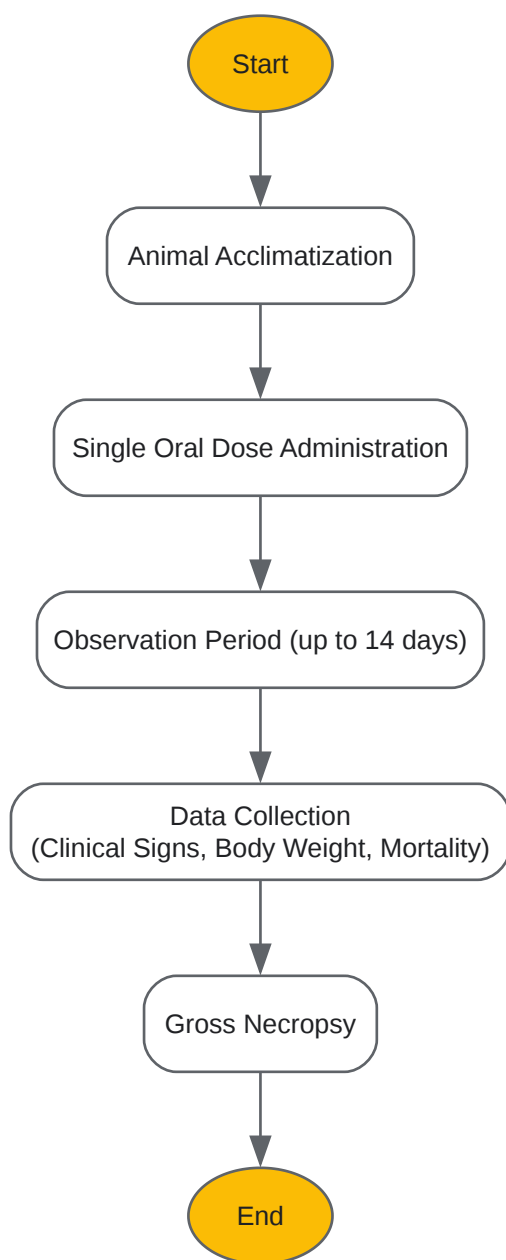 Start
Animal Acclimatization
Single Oral Dose Administration
Observation Period (up to 14 days)
Data Collection
(Clinical Signs, Body Weight, Mortality)
Gross Necropsy
End